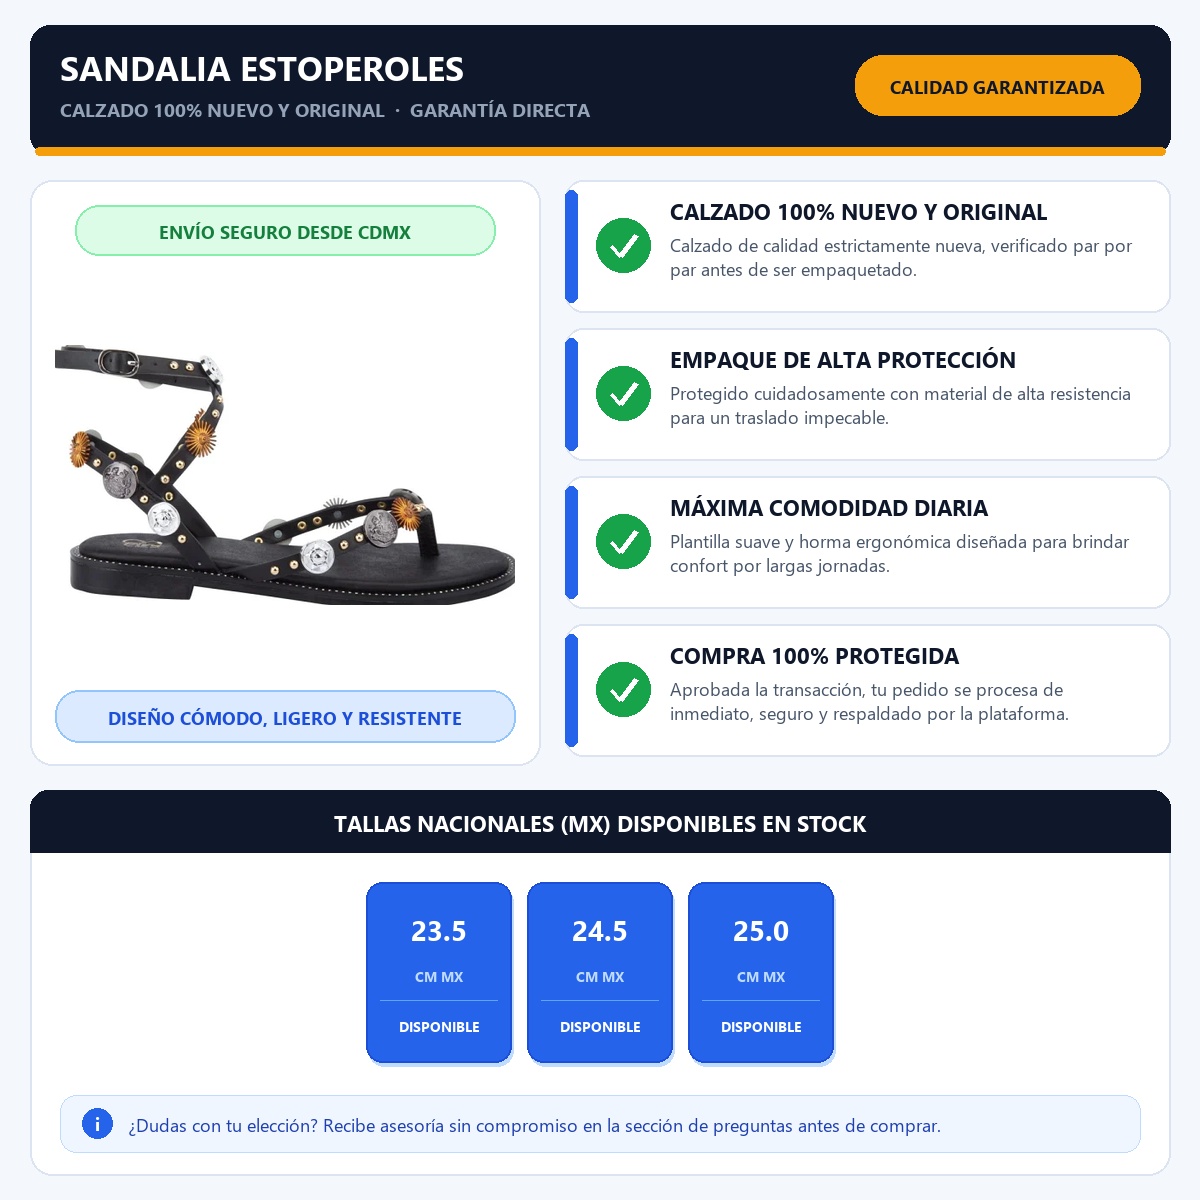 SANDALIA ESTOPEROLES
CALZADO 100% NUEVO Y ORIGINAL · GARANTÍA DIRECTA
CALIDAD GARANTIZADA
ENVÍO SEGURO DESDE CDMX
DISEÑO CÓMODO, LIGERO Y RESISTENTE
CALZADO 100% NUEVO Y ORIGINAL
Calzado de calidad estrictamente nueva, verificado par por
par antes de ser empaquetado.
EMPAQUE DE ALTA PROTECCIÓN
Protegido cuidadosamente con material de alta resistencia
para un traslado impecable.
MÁXIMA COMODIDAD DIARIA
Plantilla suave y horma ergonómica diseñada para brindar
confort por largas jornadas.
COMPRA 100% PROTEGIDA
Aprobada la transacción, tu pedido se procesa de
inmediato, seguro y respaldado por la plataforma.
TALLAS NACIONALES (MX) DISPONIBLES EN STOCK
23.5
CM MX
DISPONIBLE
24.5
CM MX
DISPONIBLE
25.0
CM MX
DISPONIBLE
¿Dudas con tu elección? Recibe asesoría sin compromiso en la sección de preguntas antes de comprar.